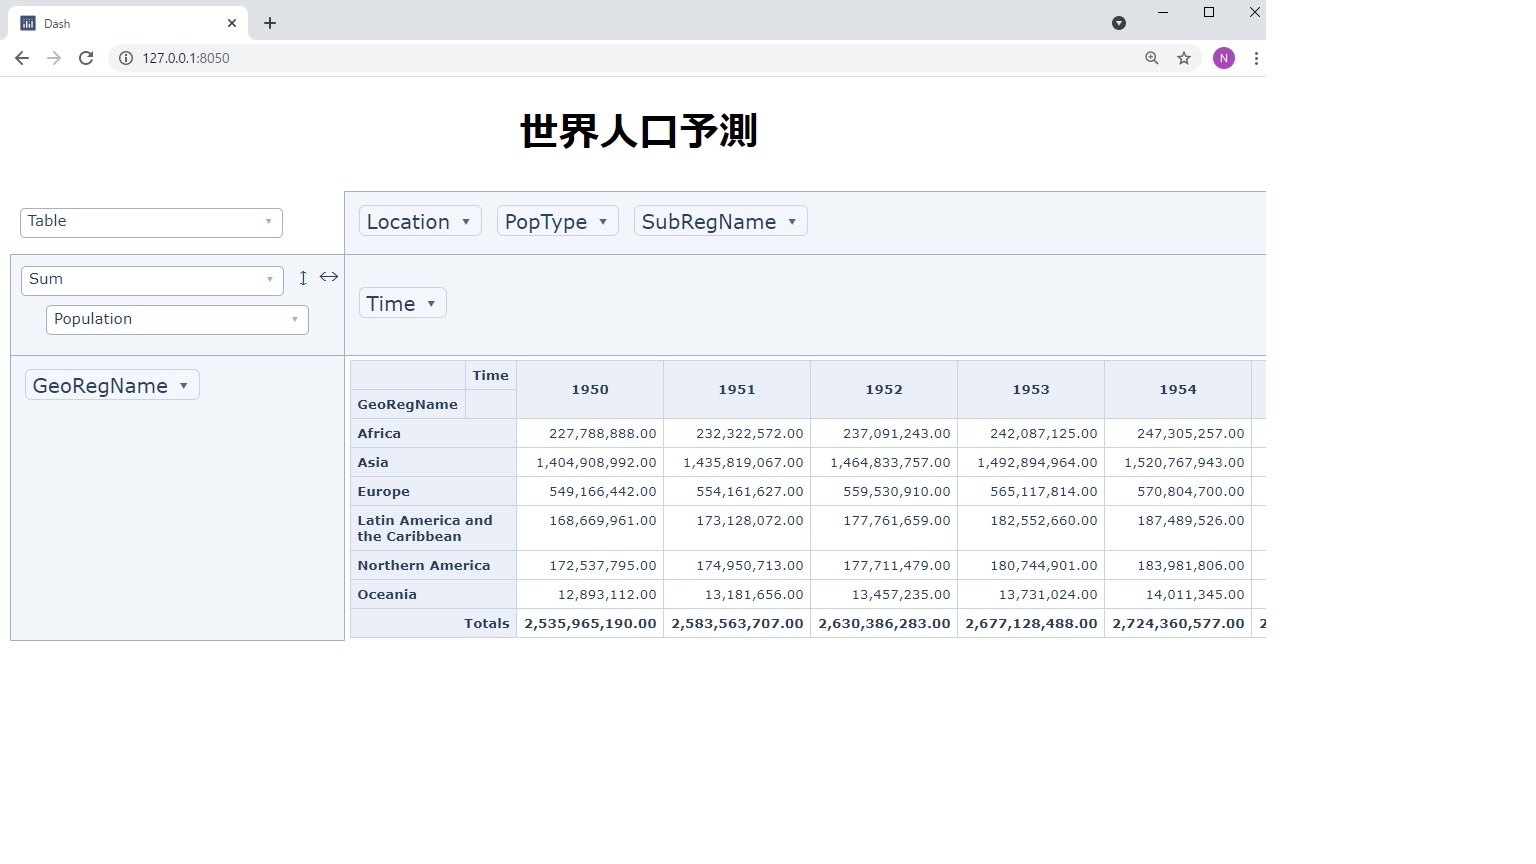 Dash
127.0.0.1:8050
N
世界人口予測
Table
Location PopType SubRegName
Sum
Population
Time
GeoRegName
Time 1950 1951 1952 1953 1954
GeoRegName
Africa 227,788,888.00 232,322,572.00 237,091,243.00 242,087,125.00 247,305,257.00
Asia 1,404,908,992.00 1,435,819,067.00 1,464,833,757.00 1,492,894,964.00 1,520,767,943.00
Europe 549,166,442.00 554,161,627.00 559,530,910.00 565,117,814.00 570,804,700.00
Latin America and 168,669,961.00 173,128,072.00 177,761,659.00 182,552,660.00 187,489,526.00
the Caribbean
Northern America 172,537,795.00 174,950,713.00 177,711,479.00 180,744,901.00 183,981,806.00
Oceania 12,893,112.00 13,181,656.00 13,457,235.00 13,731,024.00 14,011,345.00
Totals 2,535,965,190.00 2,583,563,707.00 2,630,386,283.00 2,677,128,488.00 2,724,360,577.00